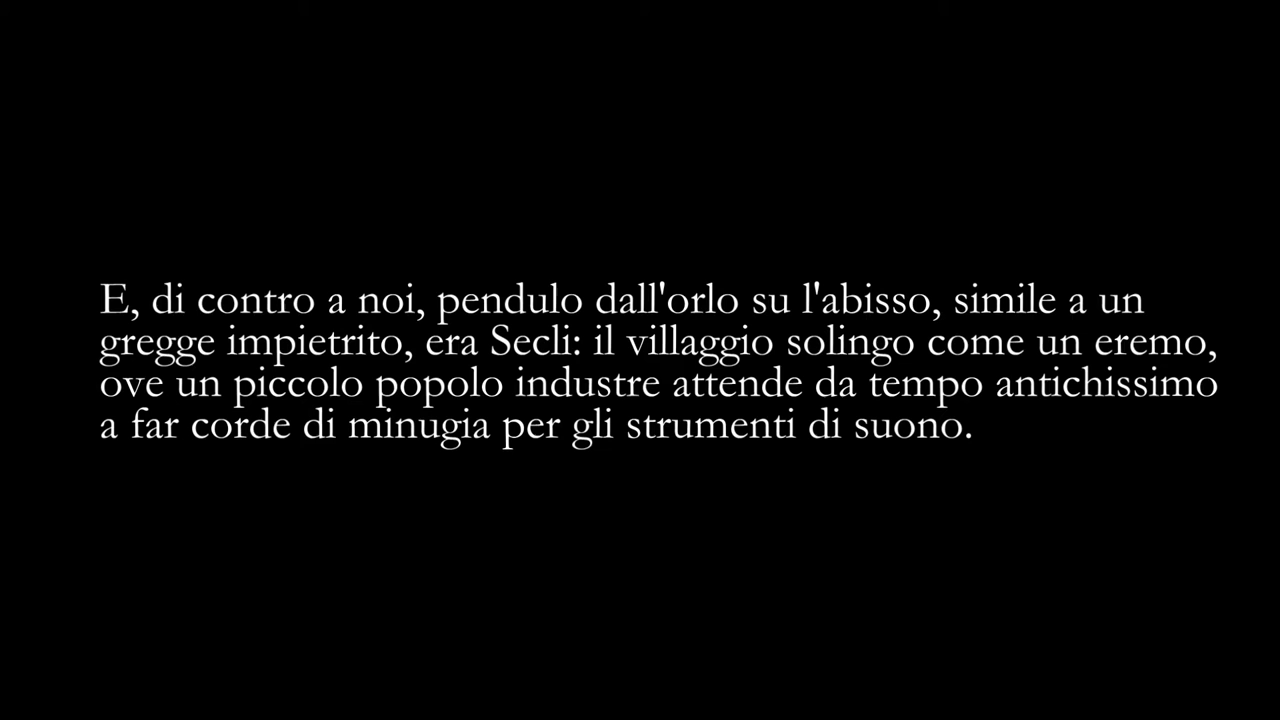 E, di contro a noi, pendulo dall'orlo su l'abisso, simile a un
gregge impietrito, era Secli: il villaggio solingo come un eremo,
ove un piccolo popolo industre attende da tempo antichissimo
a far corde di minugia per gli strumenti di suono.